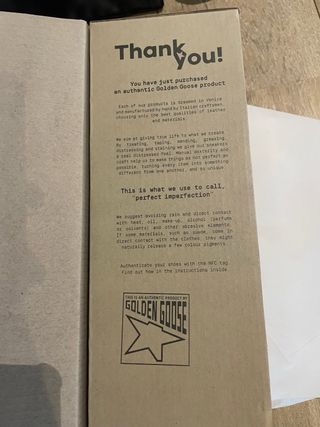 Thank
you!
You have just purchased
an authentic Golden Goose product
Each of our products is dreamed in Venice
and manufactured by hand by Italian craftsmen,
choosing only the best qualities of leather
and materials
We aim at giving true life to what we create.
By treating, taping, mending, greasing,
distressing and staining we give our sneakers
a real distressed feel. Manual dexterity and
craft help us to make things as not perfect as
possible, turning every item into something
different from one another, and so unique
This is what we use to call,
"perfect imperfection"
We suggest avoiding rain and direct contact
with heat, oil, make-up, alcohol (perfume
or solvents) and other abrasive elements.
If some materials, such as suede, come in
direct contact with the clothes, they might
naturally release a few colour pigments
Authenticate your shoes with the NFC tag
Find out how in the instructions inside
THIS IS AN AUTHENTIC PRODUCT BY
GOLDEN GOOSE